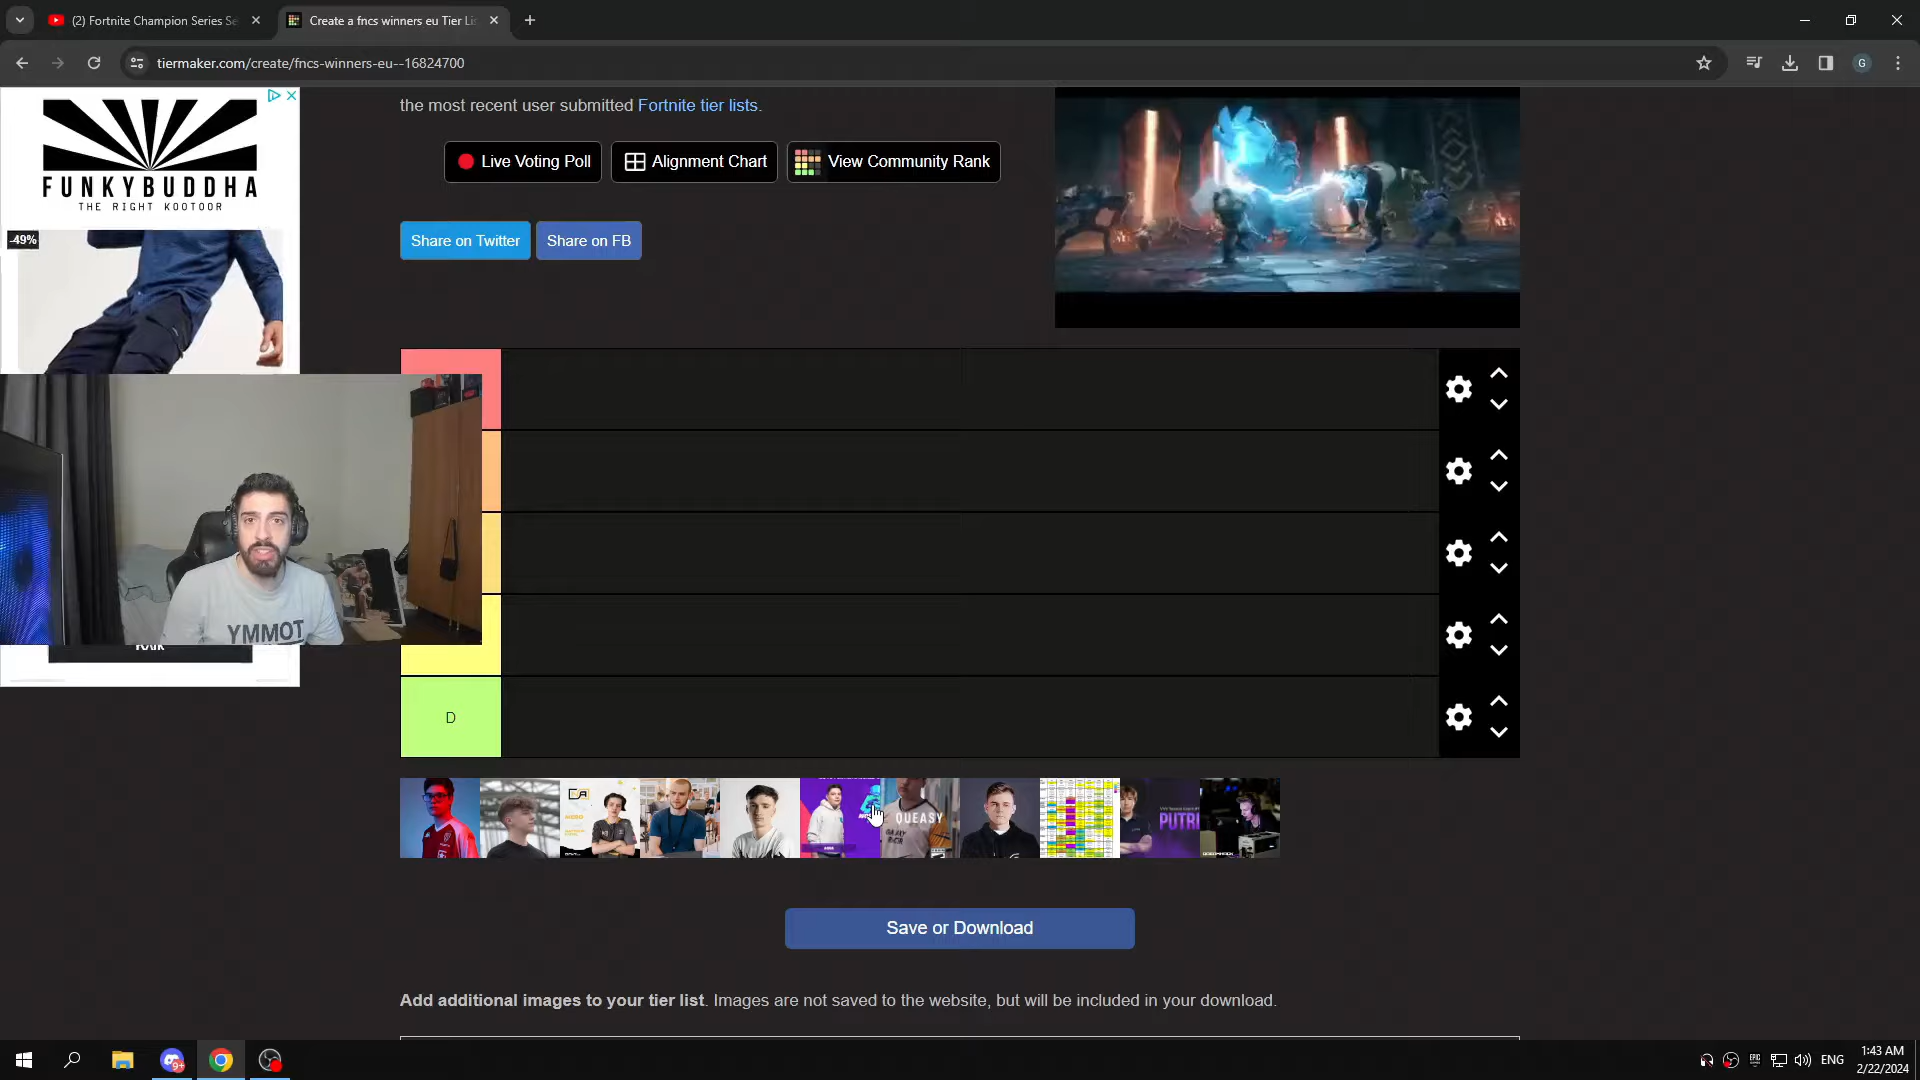 (2) Fortnite Champion Series Se
Create a fncs winners eu Tier Lis
tiermaker.com/create/fncs-winners-eu--16824700
G
FUNKYBUDDHA
THE RIGHT KOOTOOR
-49%
the most recent user submitted Fortnite tier lists.
Live Voting Poll
Alignment Chart
View Community Rank
Share on Twitter
Share on FB
YMMOT
D
QUEASY
PUTRI
Save or Download
Add additional images to your tier list. Images are not saved to the website, but will be included in your download.
9+
ENG
1:43 AM
2/22/2024